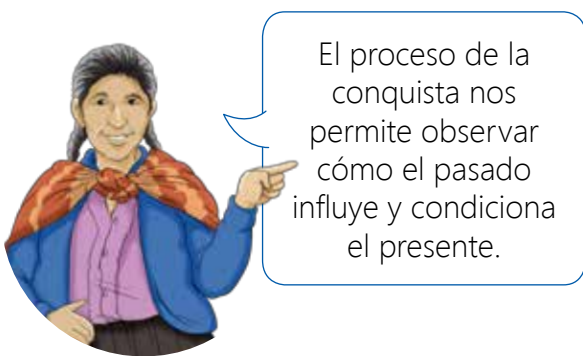 El proceso de la
conquista nos
permite observar
cómo el pasado
influye y condiciona
el presente.